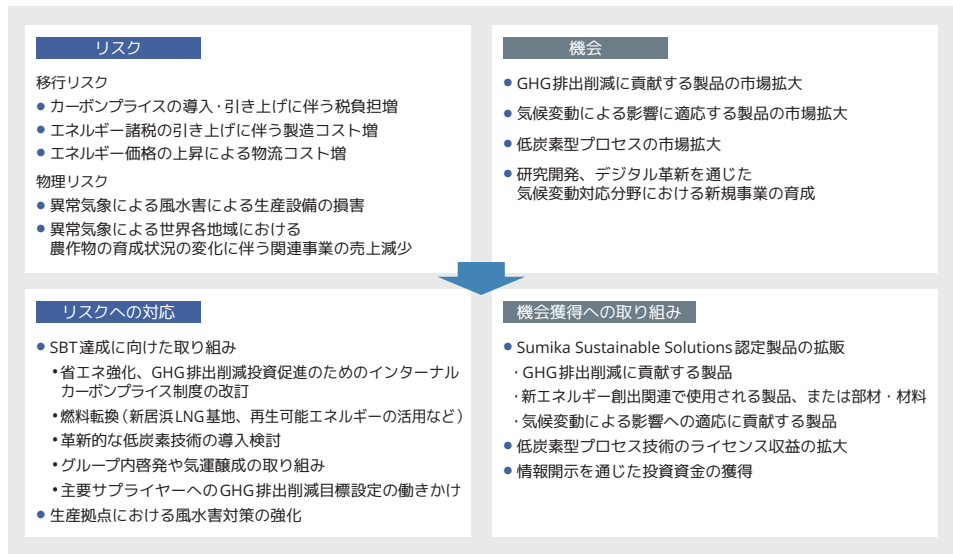 リスク
移行リスク
● カーボンプライスの導入・引き上げに伴う税負担増
● エネルギー諸税の引き上げに伴う製造コスト増
● エネルギー価格の上昇による物流コスト増
物理リスク
● 異常気象による風水害による生産設備の損害
● 異常気象による世界各地域における
農作物の育成状況の変化に伴う関連事業の売上減少
機会
● GHG排出削減に貢献する製品の市場拡大
● 気候変動による影響に適応する製品の市場拡大
● 低炭素型プロセスの市場拡大
● 研究開発、デジタル革新を通じた
気候変動対応分野における新規事業の育成
リスクへの対応
● SBT達成に向けた取り組み
•省エネ強化、GHG排出削減投資促進のためのインターナル
カーボンプライス制度の改訂
•燃料転換（新居浜LNG基地、再生可能エネルギーの活用など）
•革新的な低炭素技術の導入検討
•グループ内啓発や気運醸成の取り組み
•主要サプライヤーへのGHG排出削減目標設定の働きかけ
● 生産拠点における風水害対策の強化
機会獲得への取り組み
● Sumika Sustainable Solutions認定製品の拡販
・GHG排出削減に貢献する製品
・新エネルギー創出関連で使用される製品、または部材・材料
・気候変動による影響への適応に貢献する製品
● 低炭素型プロセス技術のライセンス収益の拡大
● 情報開示を通じた投資資金の獲得